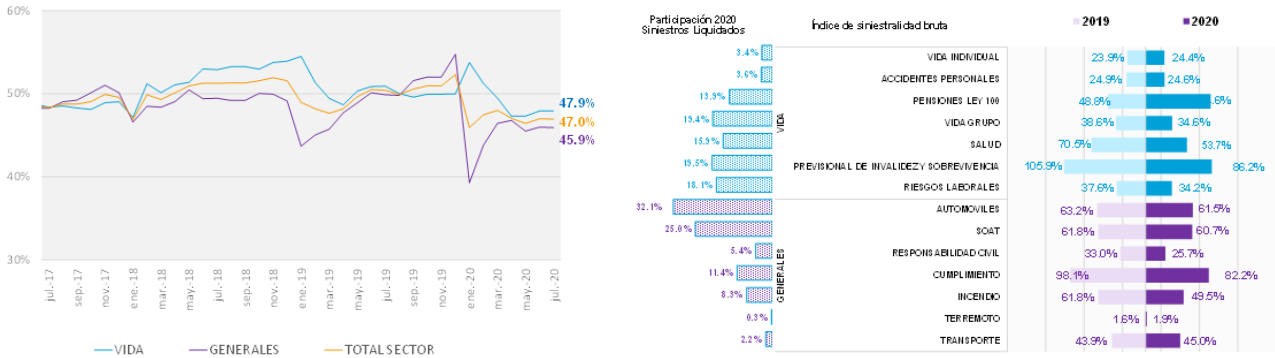 60%
50%
40%
30%
47.9%
47.0%
45.9%
jul.-17
sep.-17
nov.-17
ene.-18
mar.-18
may.-18
jul.-18
sep.-18
nov.-18
ene.-19
mar.-19
may.-19
jul.-19
sep.-19
nov.-19
ene.-20
mar.-20
may.-20
jul.-20
VIDA GENERALES TOTAL SECTOR
Participación 2020
Siniestros Liquidados
Índice de siniestralidad bruta
2019 2020
VIDA
3.4% VIDA INDIVIDUAL 23.9% 24.4%
3.6% ACCIDENTES PERSONALES 24.9% 24.6%
13.9% PENSIONES LEY 100 48.8% .6%
19.4% VIDA GRUPO 38.6% 34.6%
15.9% SALUD 70.5% 53.7%
19.5% PREVISIONAL DE INVALIDEZ Y SOBREVIVENCIA 105.9% 86.2%
18.1% RIESGOS LABORALES 37.6% 34.2%
GENERALES
32.1% AUTOMOVILES 63.2% 61.5%
25.0% SOAT 61.8% 60.7%
5.4% RESPONSABILIDAD CIVIL 33.0% 25.7%
11.4% CUMPLIMIENTO 98.1% 82.2%
8.3% INCENDIO 61.8% 49.5%
0.3% TERREMOTO 1.6% 1.9%
2.2% TRANSPORTE 43.9% 45.0%